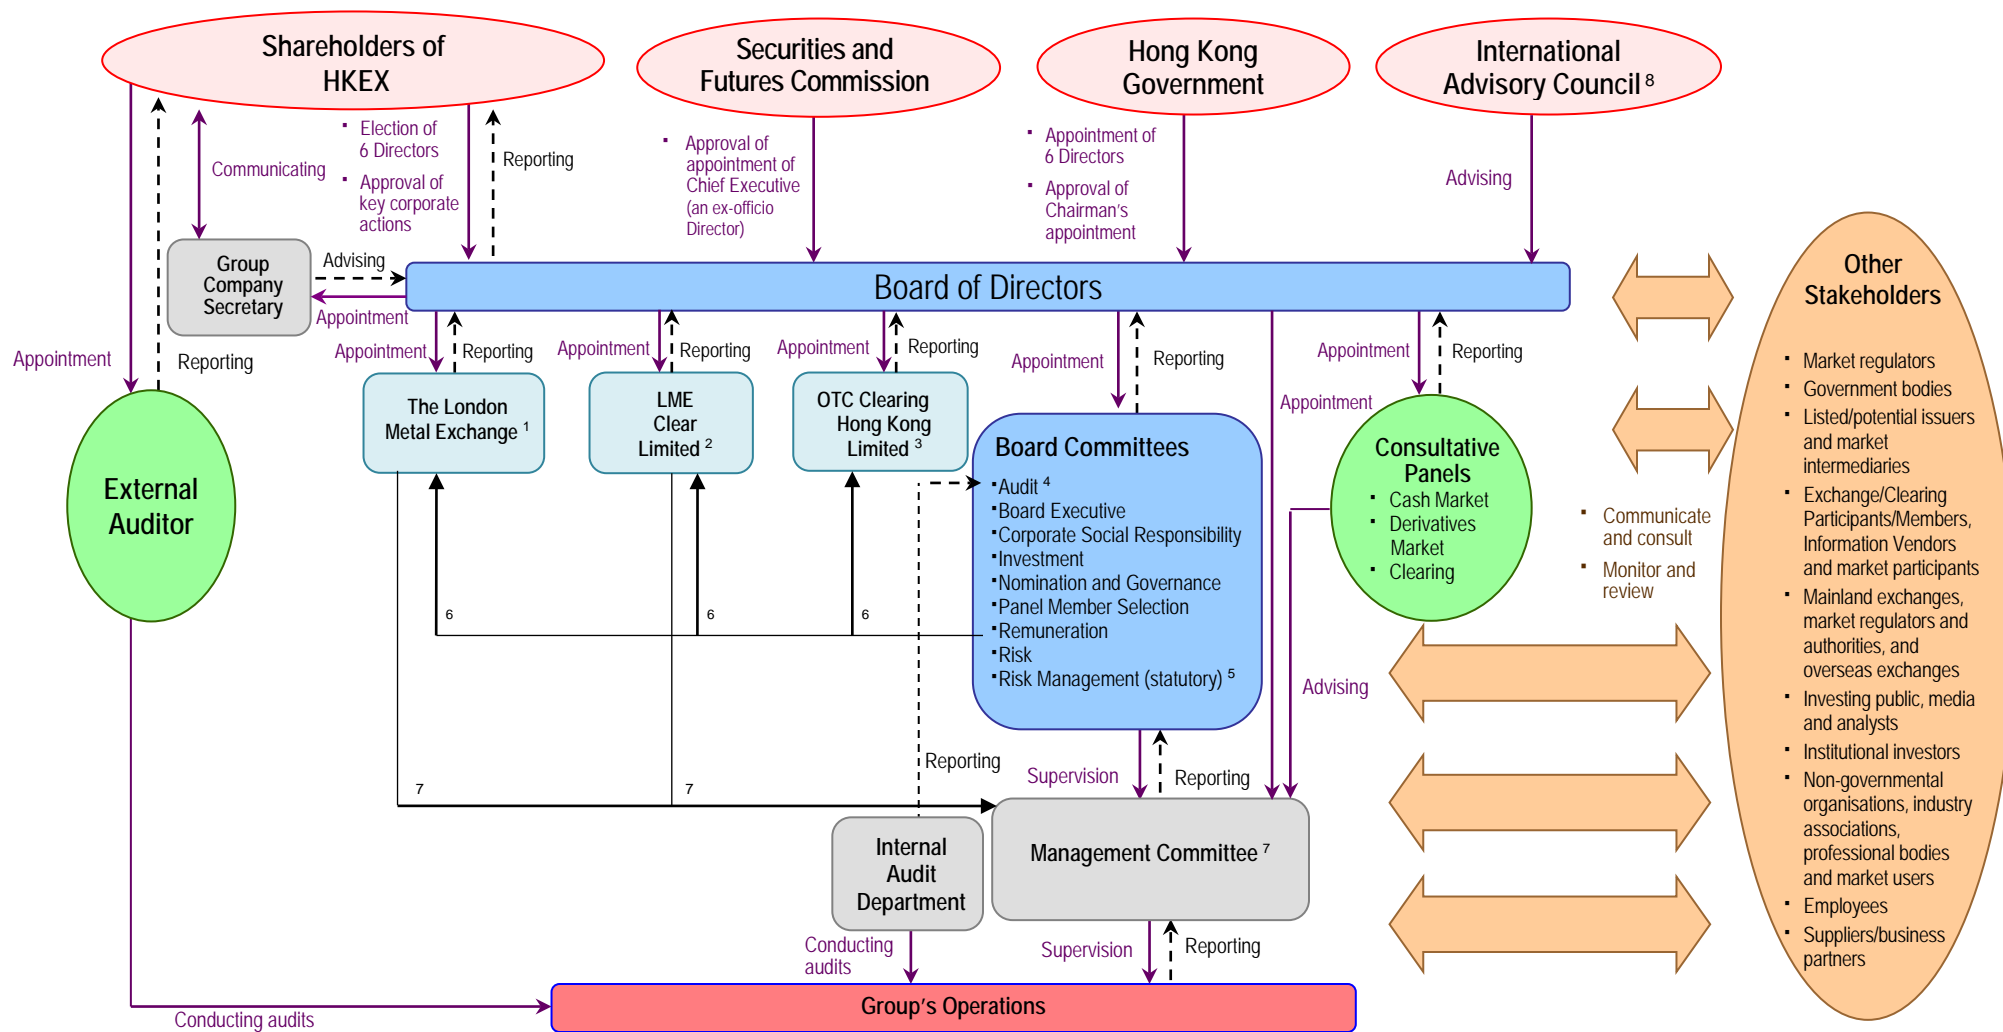 Shareholders of
HKEX
Securities and
Futures Commission
Hong Kong
Government
International
Advisory Council 8
▪ Election of
6 Directors
▪ Approval of
key corporate
actions
Reporting
Communicating
▪ Approval of
appointment of
Chief Executive
(an ex-officio
Director)
▪ Appointment of
6 Directors
▪ Approval of
Chairman's
appointment
Advising
Group
Company
Secretary
Advising
Appointment
Board of Directors
Appointment
Reporting
Appointment
Reporting
Appointment
Reporting
Appointment
Reporting
Appointment
Reporting
Appointment
Reporting
Appointment
The London
Metal Exchange 1
LME
Clear
Limited 2
OTC Clearing
Hong Kong
Limited 3
Board Committees
▪Audit 4
▪Board Executive
▪Corporate Social Responsibility
▪Investment
▪Nomination and Governance
▪Panel Member Selection
▪Remuneration
▪Risk
▪Risk Management (statutory) 5
Consultative
Panels
▪ Cash Market
▪ Derivatives
Market
▪ Clearing
External
Auditor
6
6
6
7
7
Reporting
Supervision
Reporting
Advising
Internal
Audit
Department
Management Committee 7
Conducting
audits
Supervision
Reporting
Conducting audits
Group's Operations
▪ Communicate
and consult
▪ Monitor and
review
Other
Stakeholders
▪ Market regulators
▪ Government bodies
▪ Listed/potential issuers
and market
intermediaries
▪ Exchange/Clearing
Participants/Members,
Information Vendors
and market participants
▪ Mainland exchanges,
market regulators and
authorities, and
overseas exchanges
▪ Investing public, media
and analysts
▪ Institutional investors
▪ Non-governmental
organisations, industry
associations,
professional bodies
and market users
▪ Employees
▪ Suppliers/business
partners